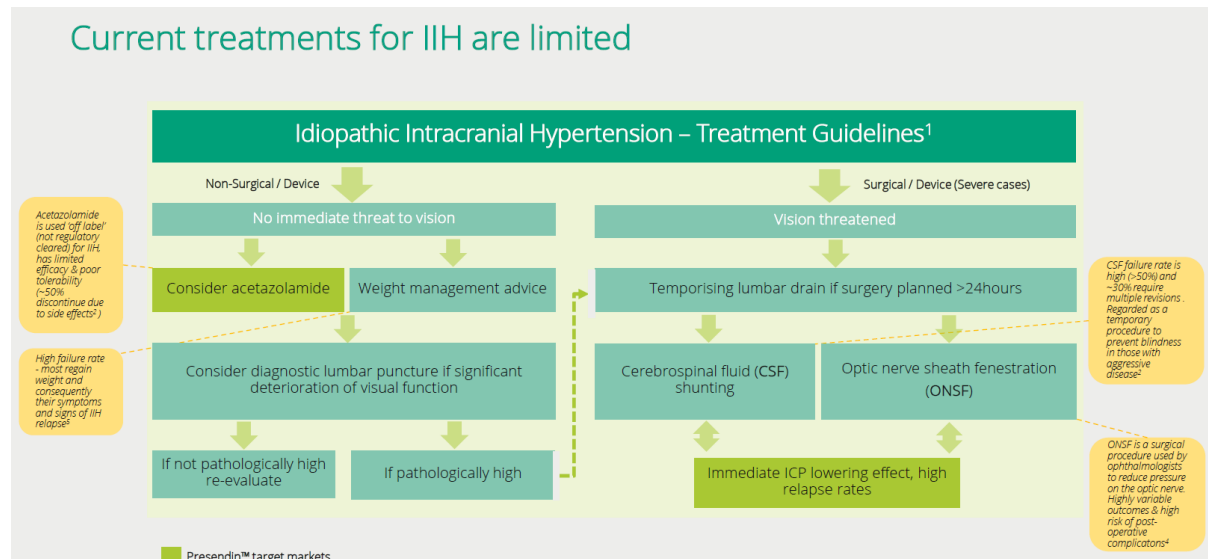 Current treatments for IIH are limited
Idiopathic Intracranial Hypertension – Treatment Guidelines¹
Non-Surgical / Device
Surgical / Device (Severe cases)
No immediate threat to vision
Vision threatened
Acetazolamide
is used ‘off label’
(not regulatory
cleared) for IIH,
has limited
efficacy & poor
tolerability
(~50%
discontinue due
to side effects² )
Consider acetazolamide
Weight management advice
Temporising lumbar drain if surgery planned >24hours
CSF failure rate is
high (>50%) and
~30% require
multiple revisions .
Regarded as a
temporary
procedure to
prevent blindness
in those with
aggressive
disease²
High failure rate
- most regain
weight and
consequently
their symptoms
and signs of IIH
relapse⁵
Consider diagnostic lumbar puncture if significant
deterioration of visual function
Cerebrospinal fluid (CSF)
shunting
Optic nerve sheath fenestration
(ONSF)
If not pathologically high
re-evaluate
If pathologically high
Immediate ICP lowering effect, high
relapse rates
ONSF is a surgical
procedure used by
ophthalmologists
to reduce pressure
on the optic nerve.
Highly variable
outcomes & high
risk of post-
operative
complicatons⁴
Presendin™ target markets